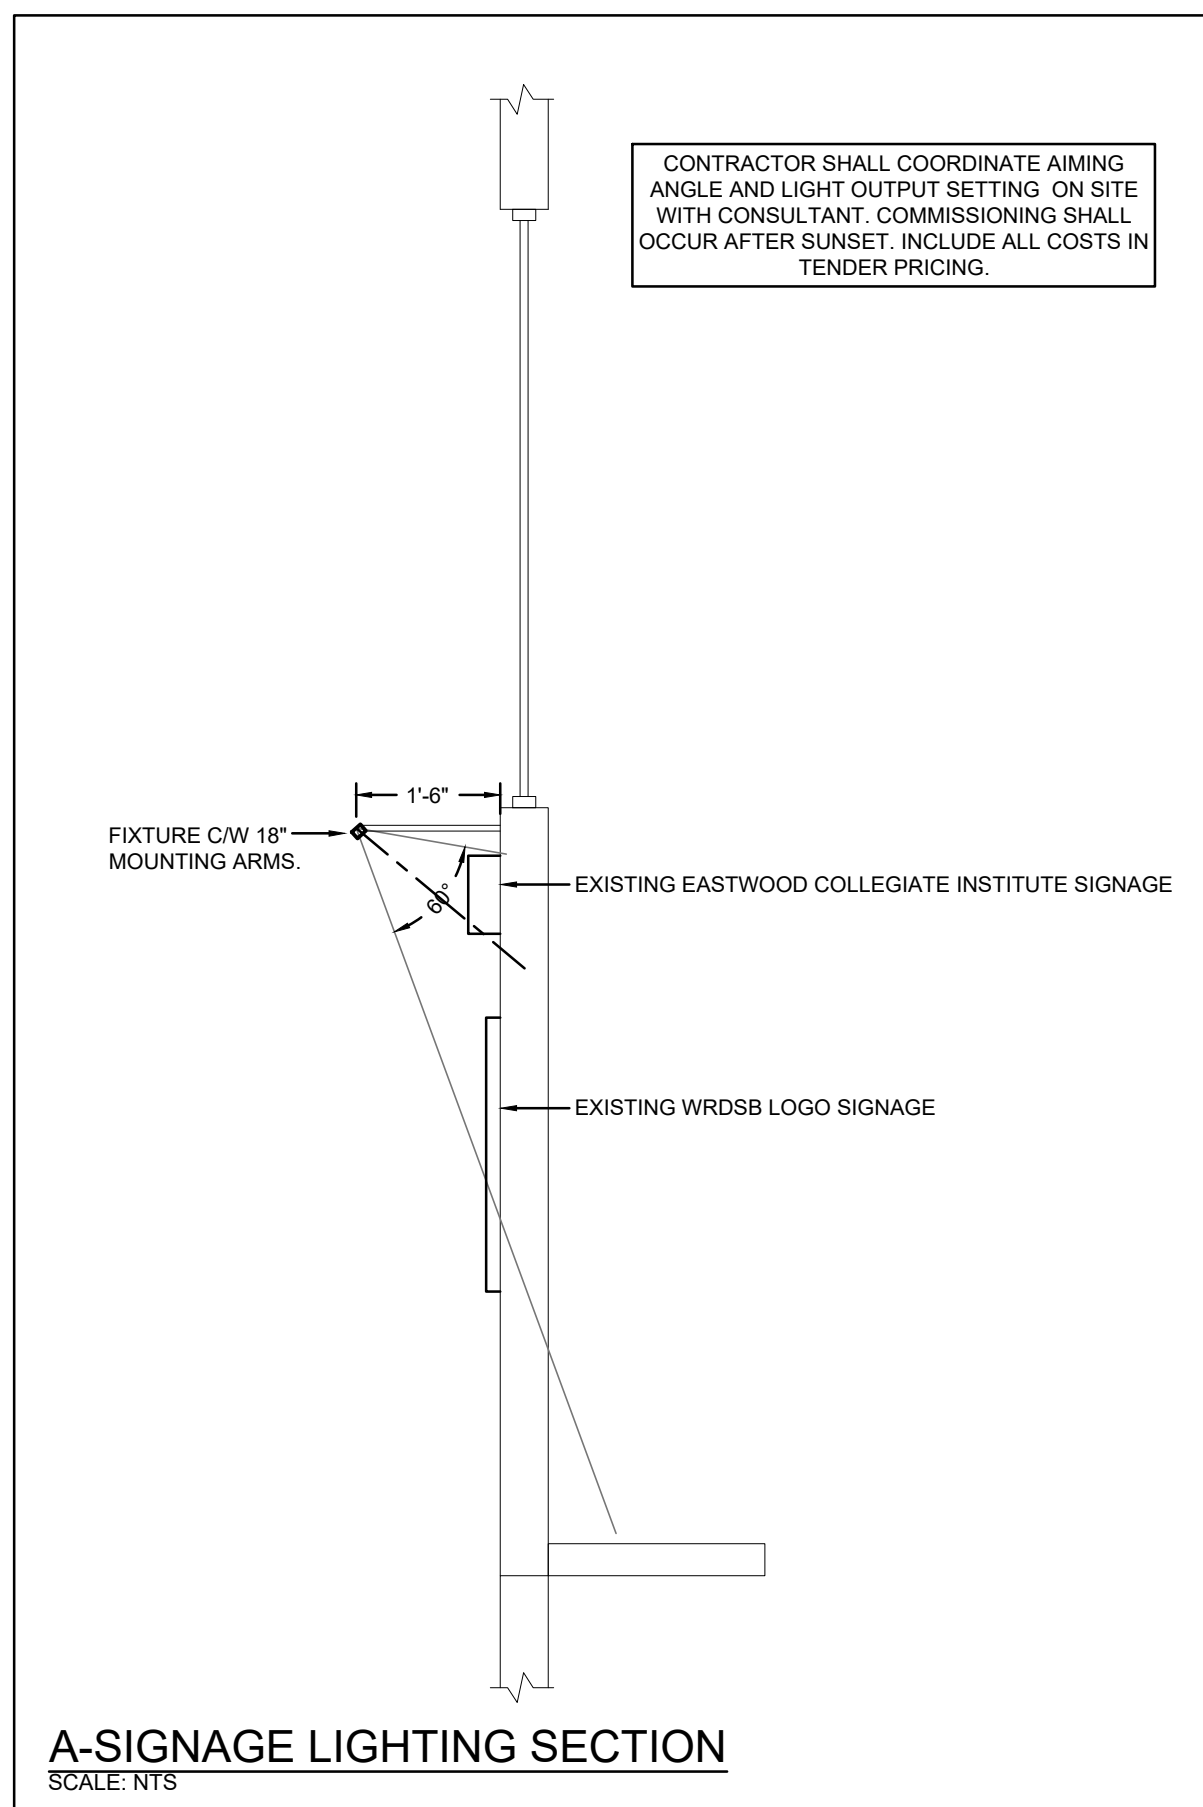 CONTRACTOR SHALL COORDINATE AIMING
ANGLE AND LIGHT OUTPUT SETTING ON SITE
WITH CONSULTANT. COMMISSIONING SHALL
OCCUR AFTER SUNSET. INCLUDE ALL COSTS IN
TENDER PRICING.
1'-6"
FIXTURE C/W 18"
MOUNTING ARMS.
60°
EXISTING EASTWOOD COLLEGIATE INSTITUTE SIGNAGE
EXISTING WRDSB LOGO SIGNAGE
A-SIGNAGE LIGHTING SECTION
SCALE: NTS